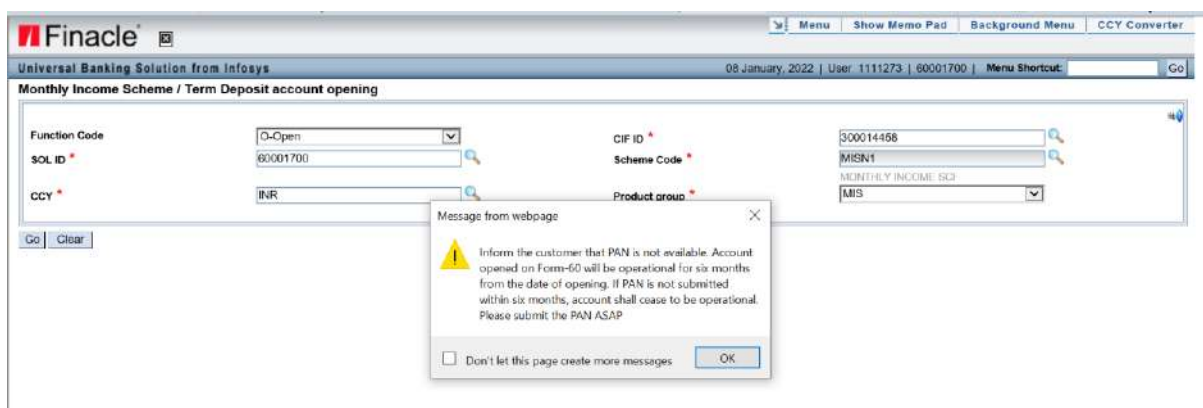 Menu Show Memo Pad Background Menu CCY Converter
Finacle
Universal Banking Solution from Infosys 08 January, 2022 | User 1111273 | 60001700 | Menu Shortcut: Go
Monthly Income Scheme / Term Deposit account opening
Function Code O-Open CIF ID * 300014458
SOL ID * 60001700 Scheme Code * MISN1
MONTHLY INCOME SCH
CCY * INR Product group * MIS
Go Clear
Message from webpage
Inform the customer that PAN is not available. Account
opened on Form-60 will be operational for six months
from the date of opening. If PAN is not submitted
within six months, account shall cease to be operational.
Please submit the PAN ASAP
Don't let this page create more messages OK